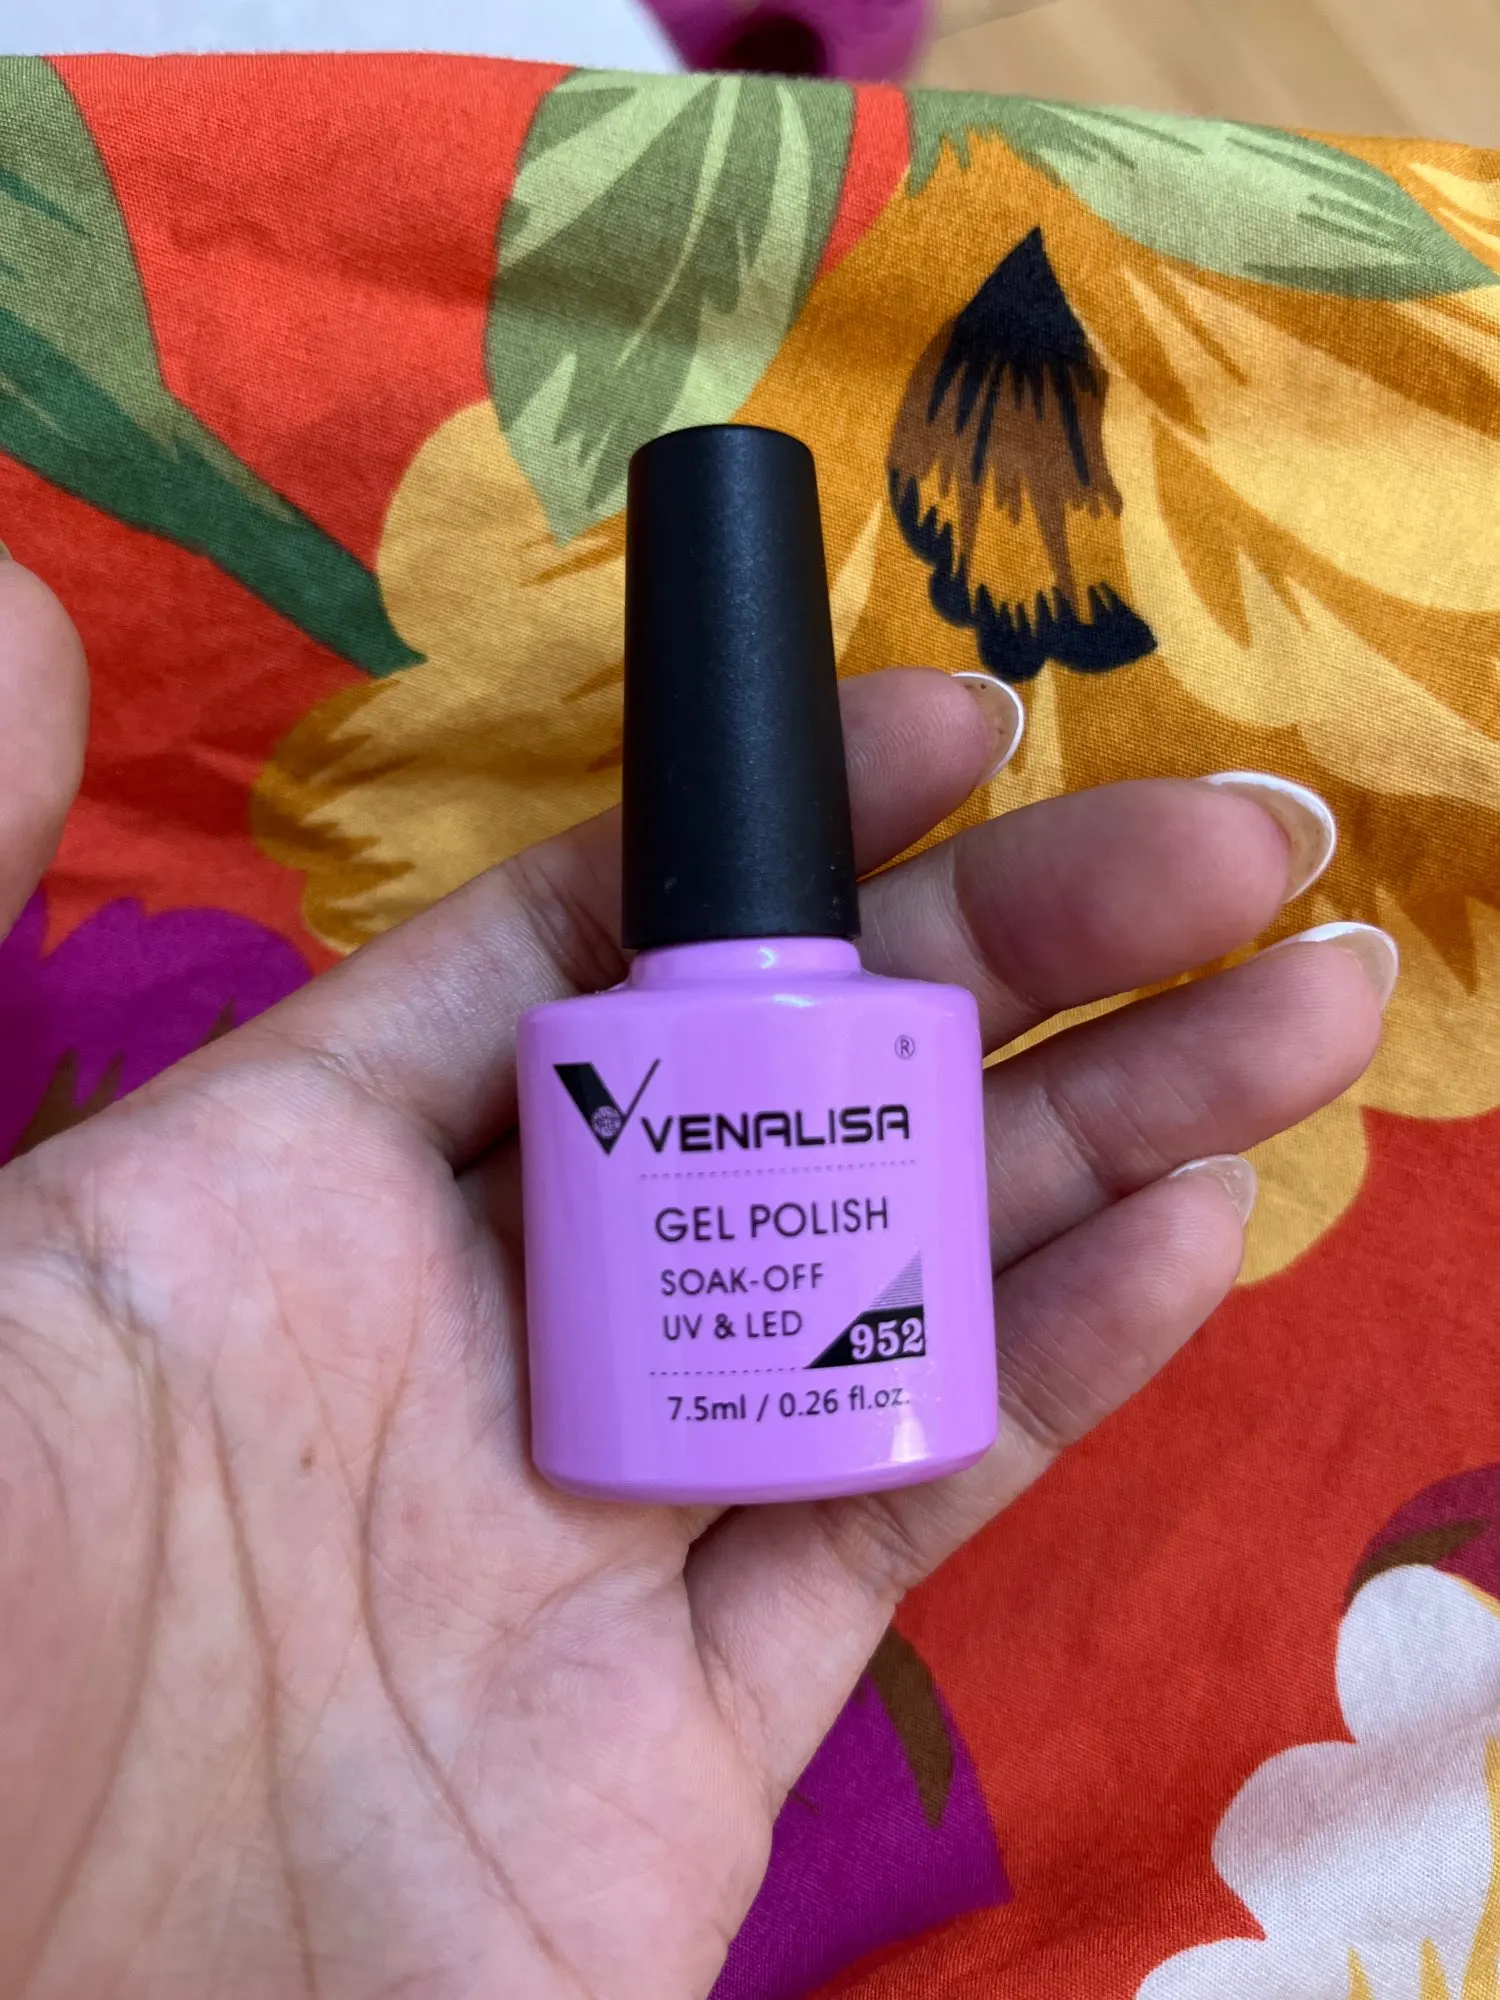 ®
VENALISA
GEL POLISH
SOAK-OFF
UV & LED
952
7.5ml / 0.26 fl.oz.